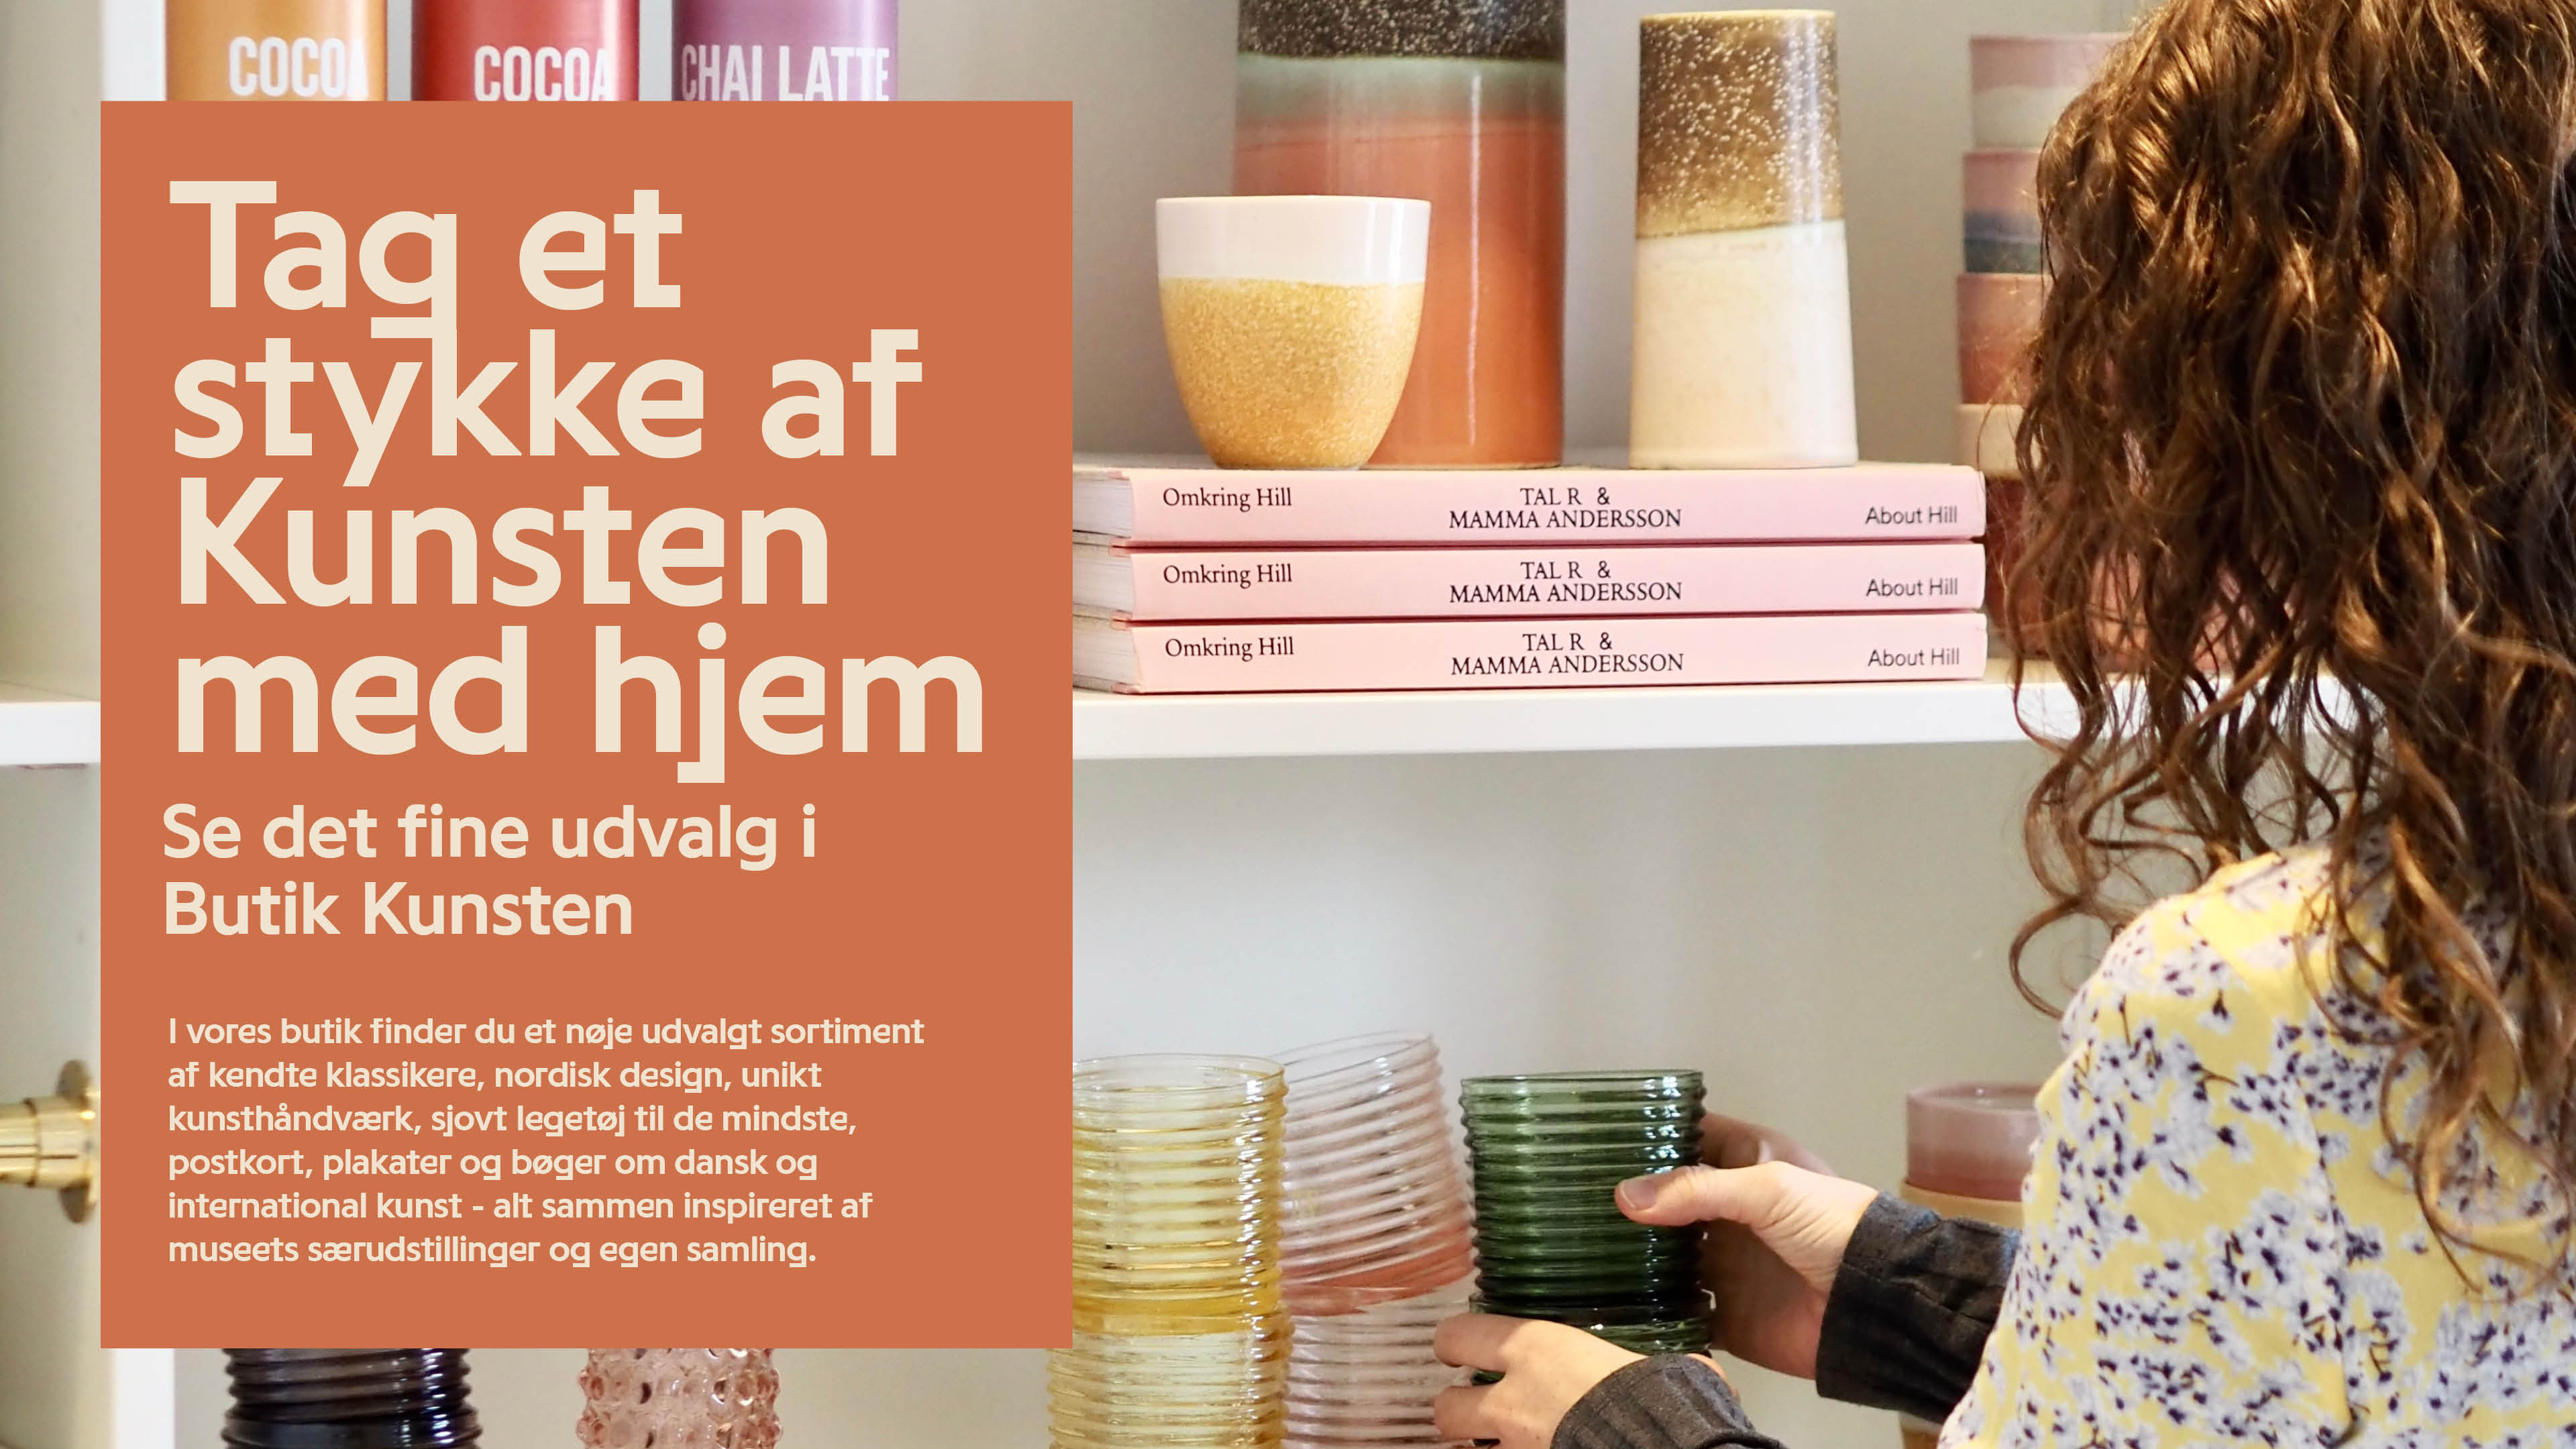 COCOA
COCOA
CHAI LATTE
Tag et
stykke af
Kunsten
med hjem
Se det fine udvalg i
Butik Kunsten
I vores butik finder du et nøje udvalgt sortiment
af kendte klassikere, nordisk design, unikt
kunsthåndværk, sjovt legetøj til de mindste,
postkort, plakater og bøger om dansk og
international kunst - alt sammen inspireret af
museets særudstillinger og egen samling.
Omkring Hill
TAL R &
MAMMA ANDERSSON
About Hill
Omkring Hill
TAL R &
MAMMA ANDERSSON
About Hill
Omkring Hill
TAL R &
MAMMA ANDERSSON
About Hill